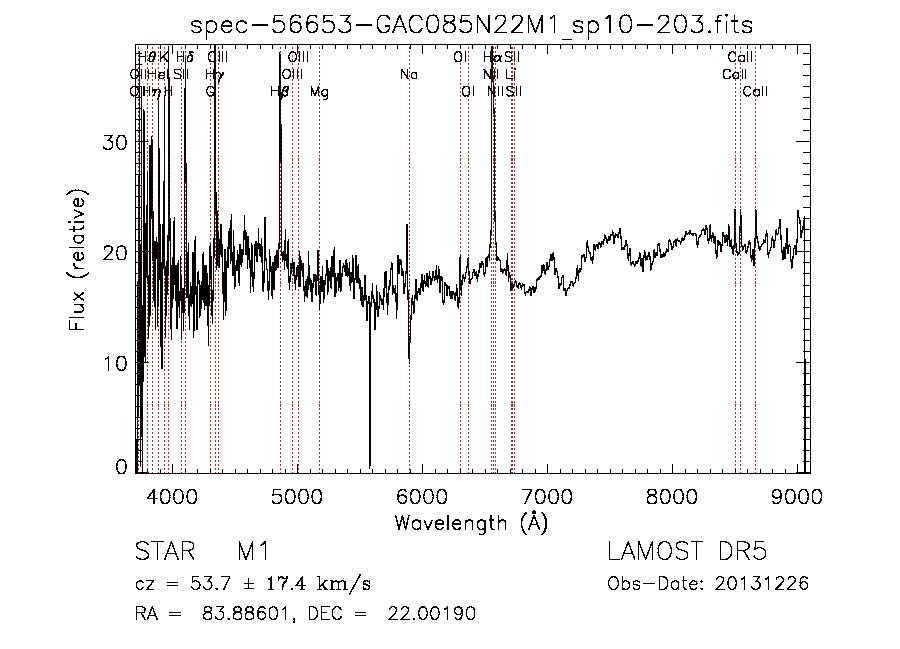 spec-56653-GAC085N22M1_sp10-203.fits
Hθ K Hδ OIII OIII OI Hα SII CaII
OII HeI SII Hγ OIII Na NII Li CaII
OII Hη H G Hβ Mg OI NII SII CaII
30
20
10
0
Flux (relative)
4000 5000 6000 7000 8000 9000
Wavelength (Å)
STAR M1 LAMOST DR5
cz = 53.7 ± 17.4 km/s Obs-Date: 20131226
RA = 83.88601, DEC = 22.00190